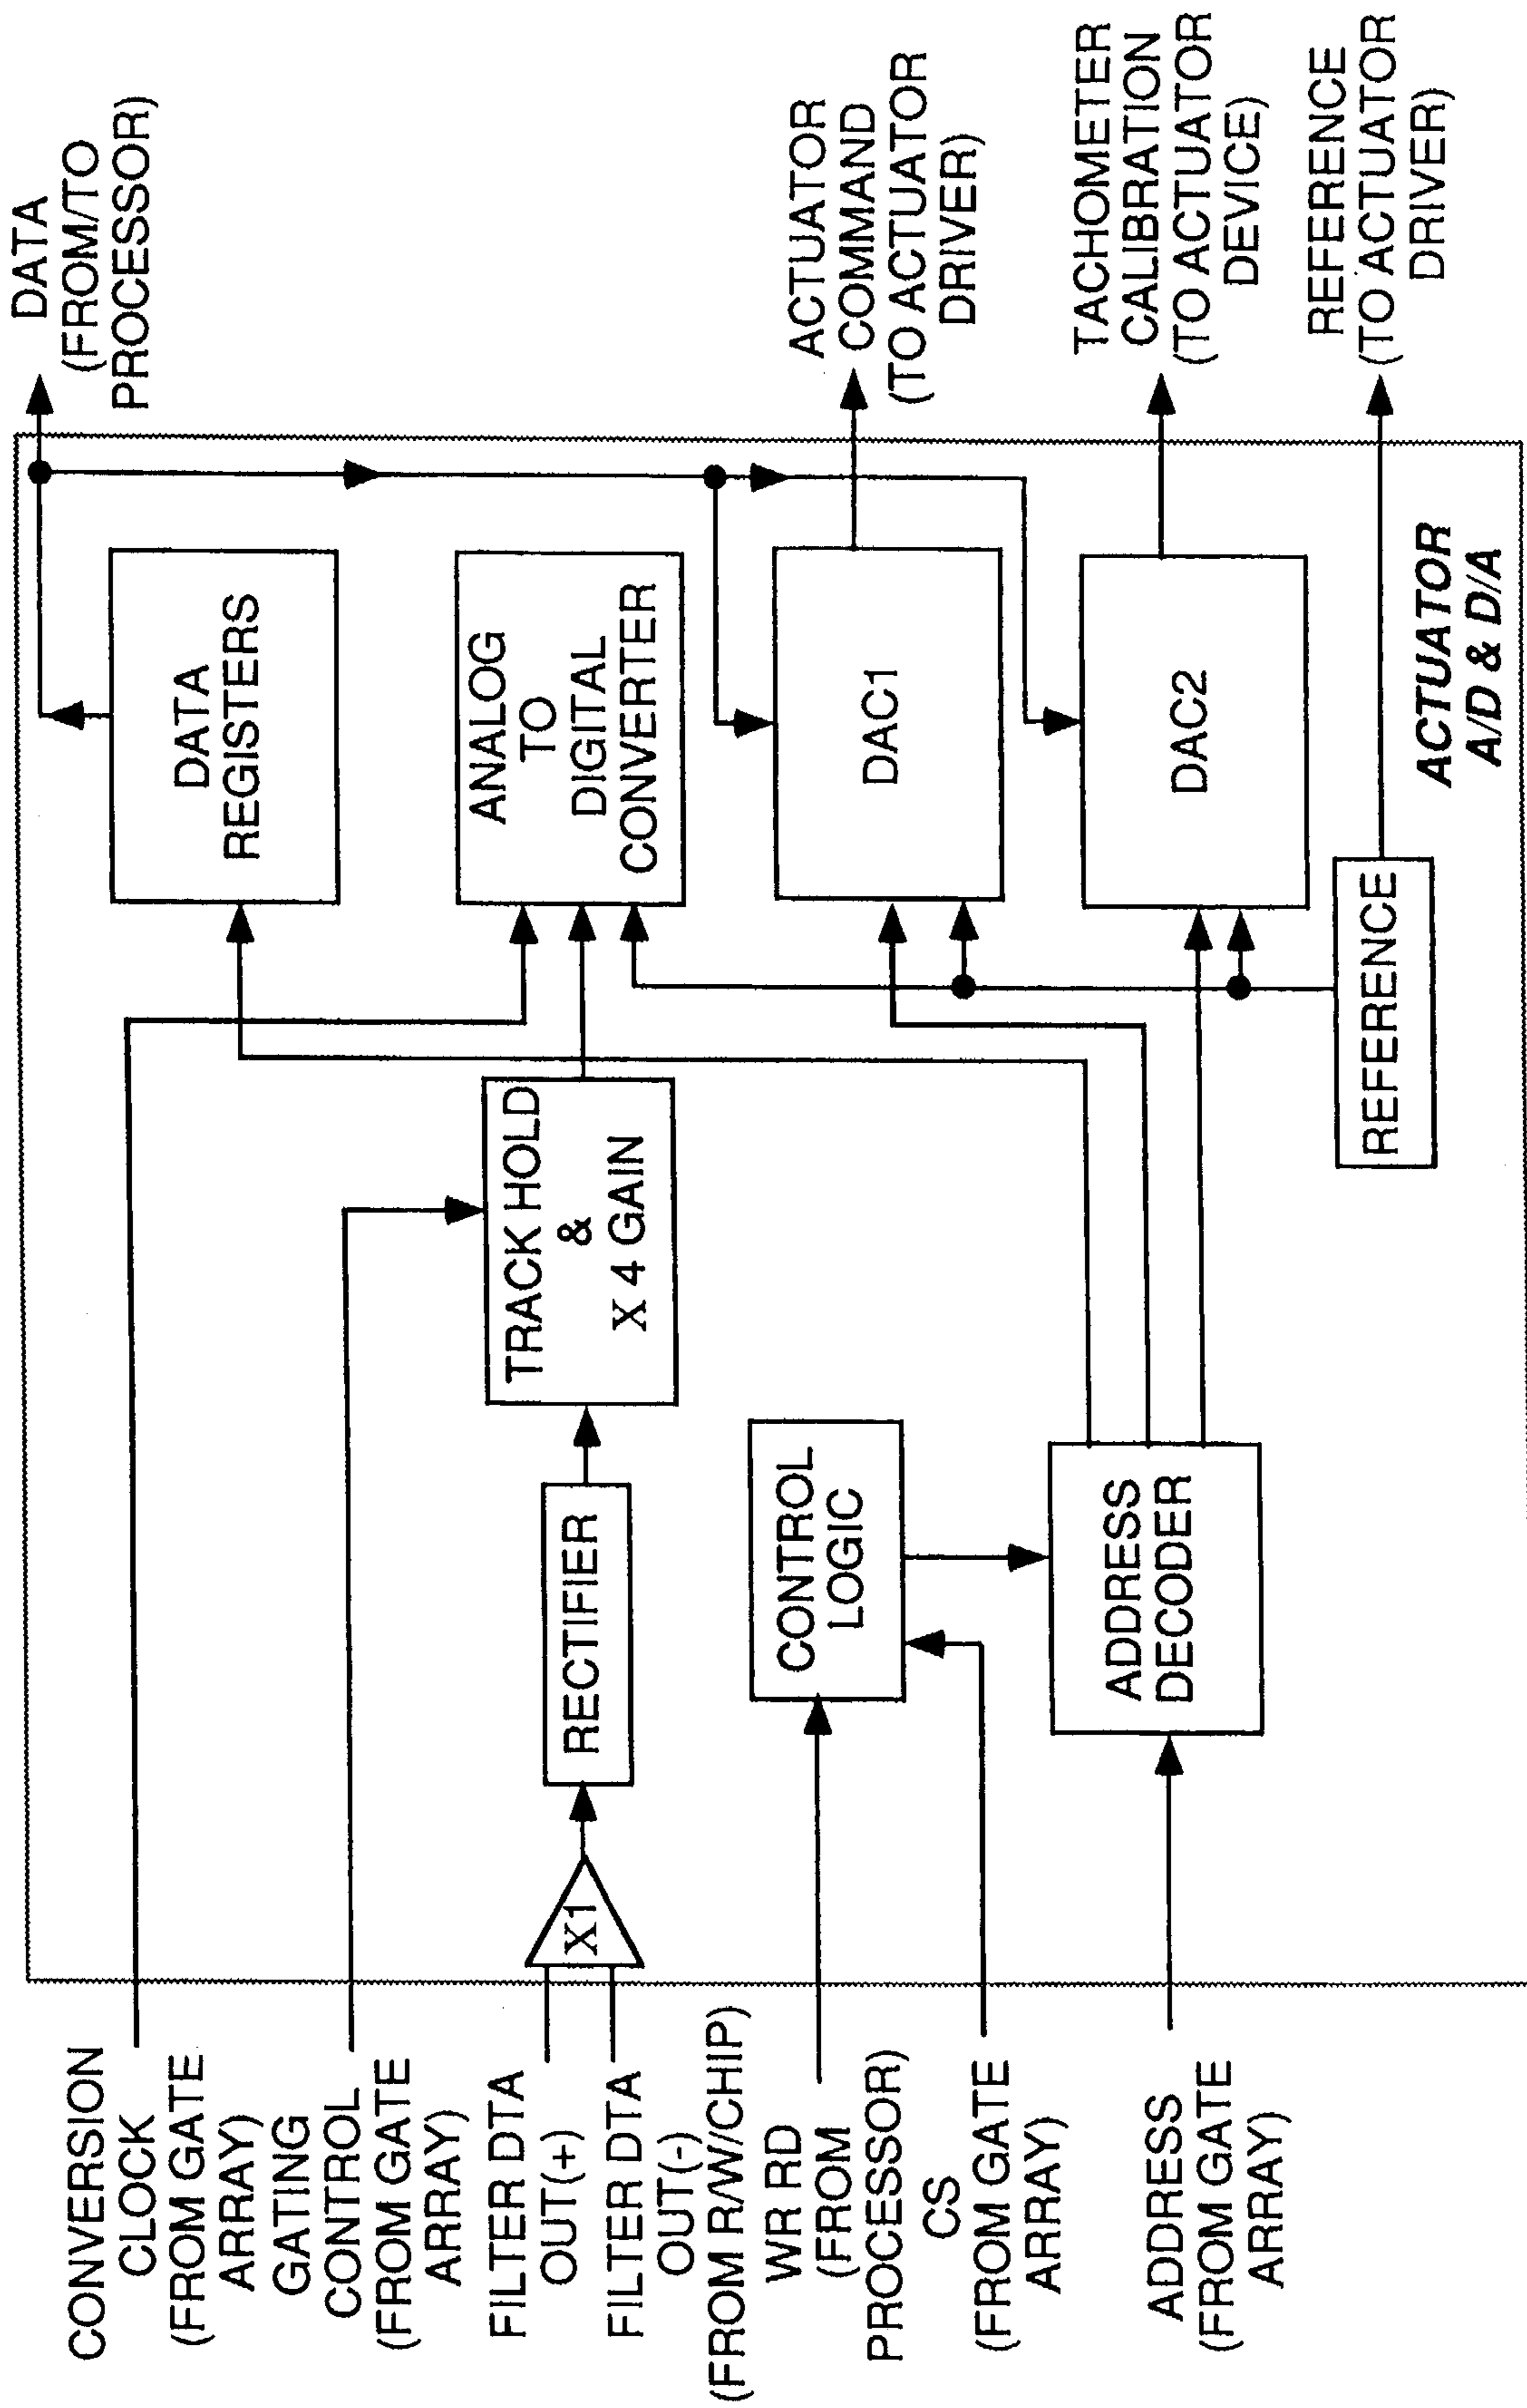 CONVERSION
CLOCK
(FROM GATE
ARRAY)
GATING
CONTROL
(FROM GATE
ARRAY)
FILTER DTA
OUT(+)
FILTER DTA
OUT(-)
(FROM R/W/CHIP)
WR RD
(FROM
PROCESSOR)
CS
(FROM GATE
ARRAY)
ADDRESS
(FROM GATE
ARRAY)
X1
RECTIFIER
TRACK HOLD
&
X 4 GAIN
CONTROL
LOGIC
ADDRESS
DECODER
DATA
REGISTERS
ANALOG
TO
DIGITAL
CONVERTER
DAC1
DAC2
REFERENCE
ACTUATOR
A/D & D/A
DATA
(FROM/TO
PROCESSOR)
ACTUATOR
COMMAND
(TO ACTUATOR
DRIVER)
TACHOMETER
CALIBRATION
(TO ACTUATOR
DEVICE)
REFERENCE
(TO ACTUATOR
DRIVER)